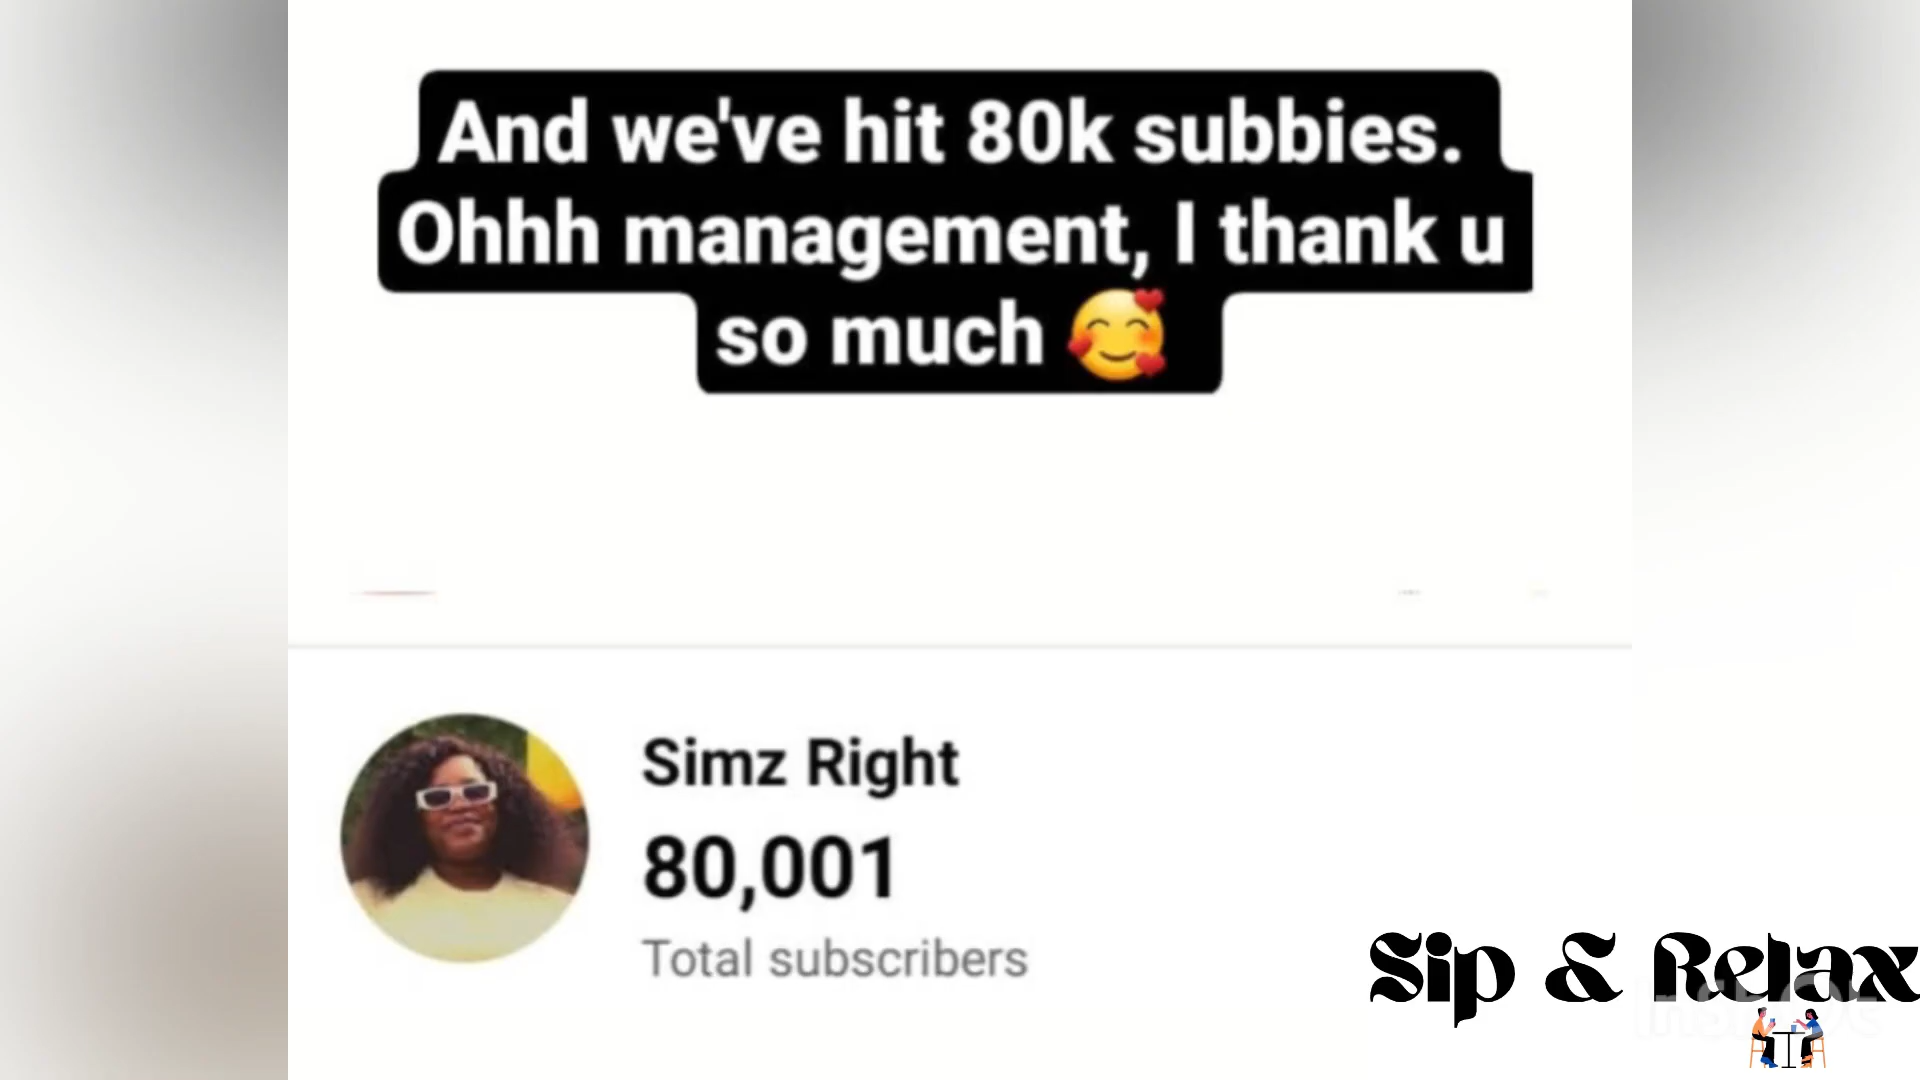 And we've hit 80k subbies.
Ohhh management, I thank u
so much 🥰
Simz Right
80,001
Total subscribers
Sip & Relax
InShOt